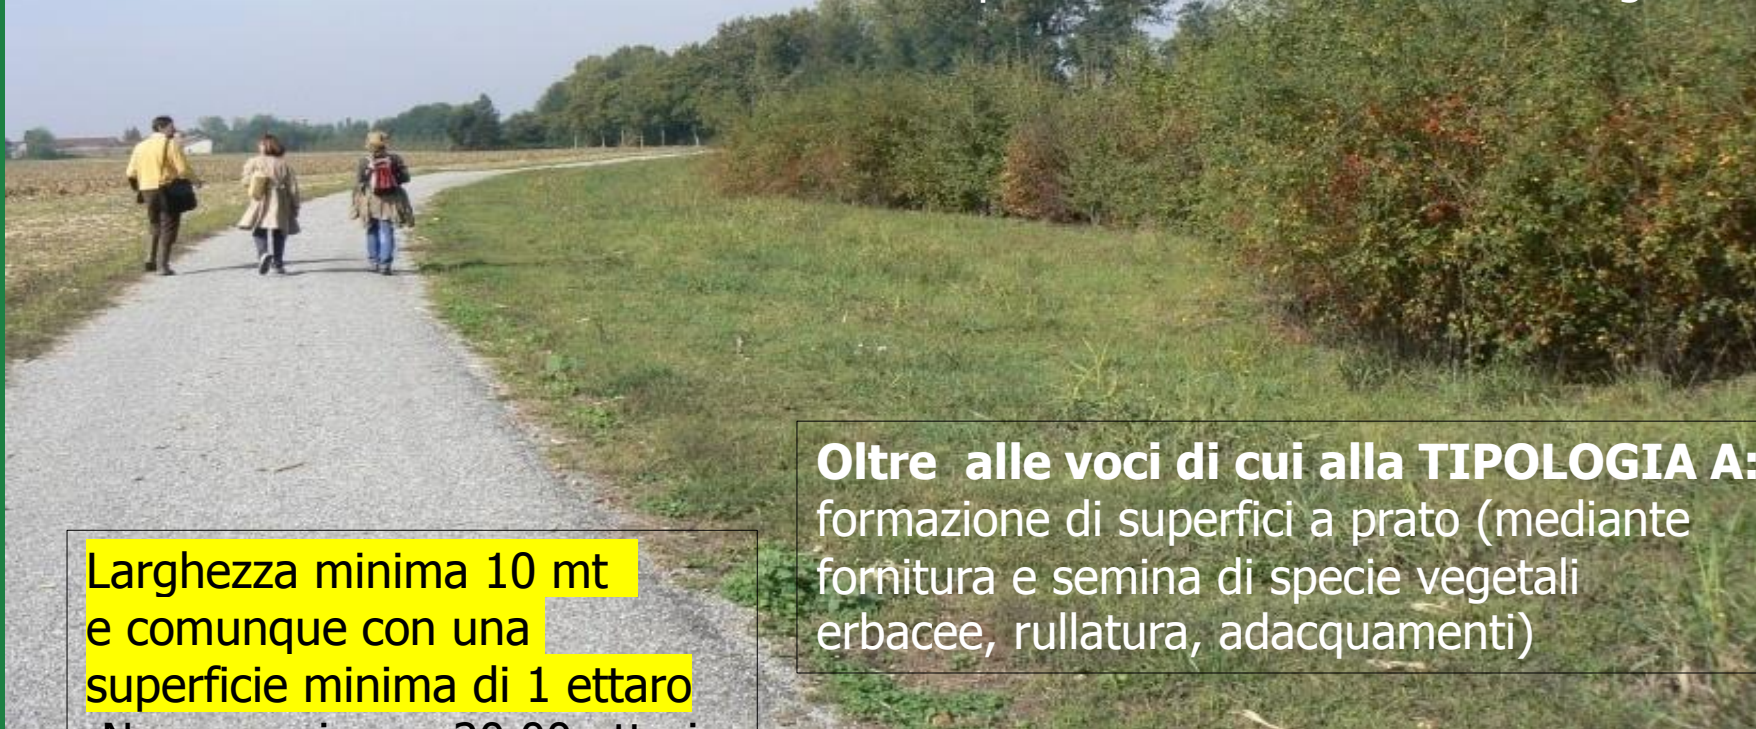 Oltre alle voci di cui alla TIPOLOGIA A:
formazione di superfici a prato (mediante
fornitura e semina di specie vegetali
erbacee, rullatura, adacquamenti)
Larghezza minima 10 mt
e comunque con una
superficie minima di 1 ettaro